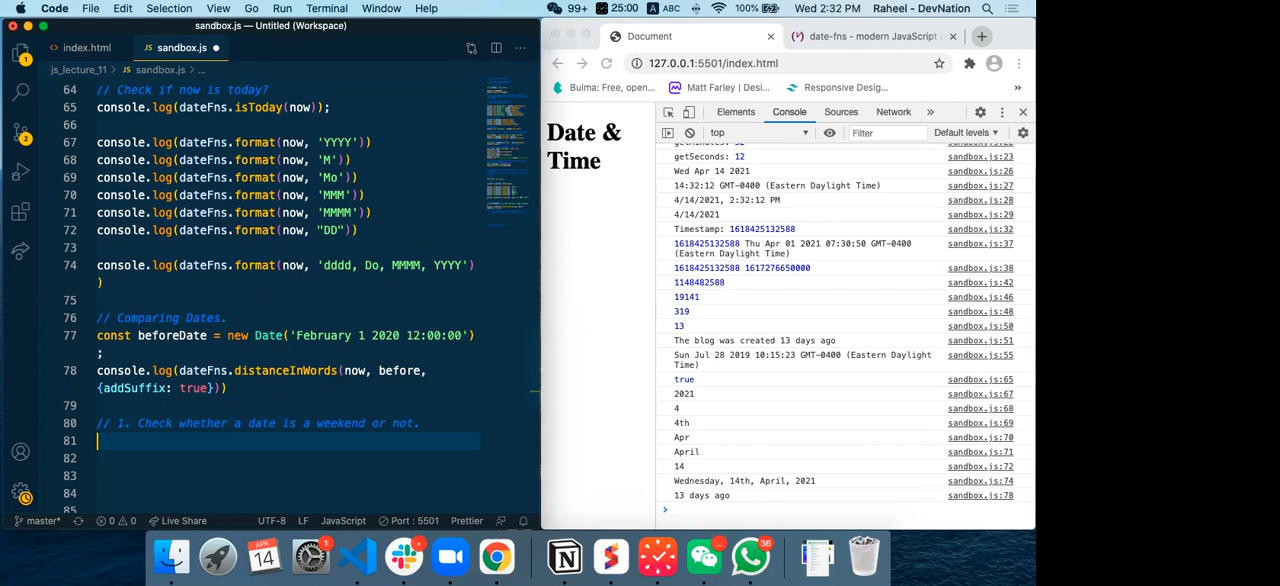 Code File Edit Selection View Go Run Terminal Window Help 99+ 25:00 A ABC 100% Wed 2:32 PM Raheel - DevNation
sandbox.js — Untitled (Workspace)
index.html JS sandbox.js
js_lecture_11 > JS sandbox.js > ...
64 // Check if now is today?
65 console.log(dateFns.isToday(now));
66
67 console.log(dateFns.format(now, 'YYYY'))
68 console.log(dateFns.format(now, 'M'))
69 console.log(dateFns.format(now, 'Mo'))
70 console.log(dateFns.format(now, 'MMM'))
71 console.log(dateFns.format(now, 'MMMM'))
72 console.log(dateFns.format(now, "DD"))
73
74 console.log(dateFns.format(now, 'dddd, Do, MMMM, YYYY')
)
75
76 // Comparing Dates.
77 const beforeDate = new Date('February 1 2020 12:00:00')
;
78 console.log(dateFns.distanceInWords(now, before,
{addSuffix: true}))
79
80 // 1. Check whether a date is a weekend or not.
81
82
83
84
85
1
2
master* 0 0 Live Share UTF-8 LF JavaScript Port : 5501 Prettier
Document date-fns - modern JavaScript
127.0.0.1:5501/index.html
Bulma: Free, open... Matt Farley | Desi... Responsive Desig... »
Date &
Time
Elements Console Sources Network »
top Filter Default levels
getSeconds: 12 sandbox.js:23
Wed Apr 14 2021 sandbox.js:26
14:32:12 GMT-0400 (Eastern Daylight Time) sandbox.js:27
4/14/2021, 2:32:12 PM sandbox.js:28
4/14/2021 sandbox.js:29
Timestamp: 1618425132588 sandbox.js:32
1618425132588 Thu Apr 01 2021 07:30:50 GMT-0400 sandbox.js:37
(Eastern Daylight Time)
1618425132588 1617276650000 sandbox.js:38
1148482588 sandbox.js:42
19141 sandbox.js:46
319 sandbox.js:48
13 sandbox.js:50
The blog was created 13 days ago sandbox.js:51
Sun Jul 28 2019 10:15:23 GMT-0400 (Eastern Daylight sandbox.js:55
Time)
true sandbox.js:65
2021 sandbox.js:67
4 sandbox.js:68
4th sandbox.js:69
Apr sandbox.js:70
April sandbox.js:71
14 sandbox.js:72
Wednesday, 14th, April, 2021 sandbox.js:74
13 days ago sandbox.js:78
>
APR
14
1
36